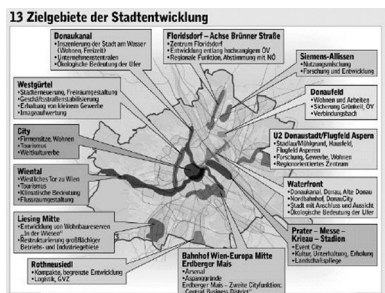 13 Zielgebiete der Stadtentwicklung
Donaukanal
•Inszenierung der Stadt am Wasser
(Wohnen, Freizeit)
•Unternehmenszentralen
•Ökologische Bedeutung der Ufer
Floridsdorf – Achse Brünner Straße
•Zentrum Floridsdorf
•Entwicklung entlang hochrangigem ÖV
•Regionale Funktion, Abstimmung mit NÖ
Siemens-Allissen
•Nutzungsmischung
•Forschung und Entwicklung
Westgürtel
•Stadterneuerung, Freiraumgestaltung
•Geschäftsstraßenstabilisierung
•Erhaltung von kleinem Gewerbe
•Imageaufwertung
Donaufeld
•Wohnen und Arbeiten
•Sicherung Grünkeil, ÖV
•Verbindungsbach
City
•Firmensitze, Wohnen
•Tourismus
•Weltkulturerbe
U2 Donaustadt/Flugfeld Aspern
•Stadlau/Mühlgrund, Hausfeld,
Flugfeld Aspern
•Forschung, Gewerbe, Wohnen
•Regionorientiertes Zentrum
Wiental
•Westliches Tor zu Wien
•Tourismus
•Klimatische Bedeutung
•Flussraumgestaltung
Waterfront
•Donaukanal, Donau, Alte Donau
•Nordbahnhof, DonauCity
•Stadt mit Anschluss und Aussicht
•Ökologische Bedeutung der Ufer
Liesing Mitte
•Entwicklung von Wohnbaureserven
„In der Wiesen"
•Restrukturierung großflächiger
Betriebs- und Industriegebiete
Prater – Messe –
Krieau – Stadion
•Event City
•Kultur, Unterhaltung, Erholung
•Landschaftspflege
Rothneusiedl
•Kompakte, begrenzte Entwicklung
•Logistik, GVZ
Bahnhof Wien-Europa Mitte
Erdberger Mais
•Arsenal
•Aspanggründe
Erdberger Mais – Zweite Cityfunktion;
"Central Business District"